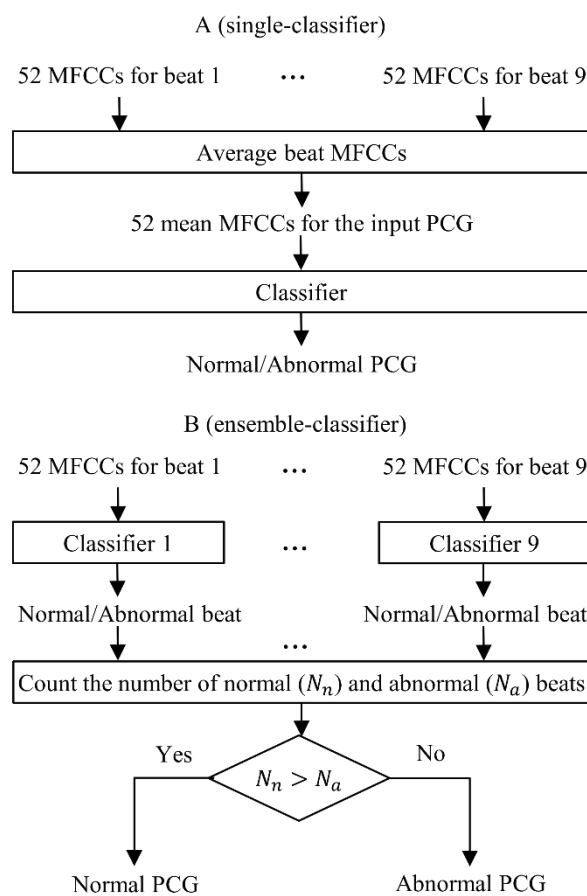 A (single-classifier)
52 MFCCs for beat 1 ... 52 MFCCs for beat 9
Average beat MFCCs
52 mean MFCCs for the input PCG
Classifier
Normal/Abnormal PCG
B (ensemble-classifier)
52 MFCCs for beat 1 ... 52 MFCCs for beat 9
Classifier 1 ... Classifier 9
Normal/Abnormal beat Normal/Abnormal beat
...
Count the number of normal (𝑁ₙ) and abnormal (𝑁ₐ) beats
Yes No
𝑁ₙ > 𝑁ₐ
Normal PCG Abnormal PCG